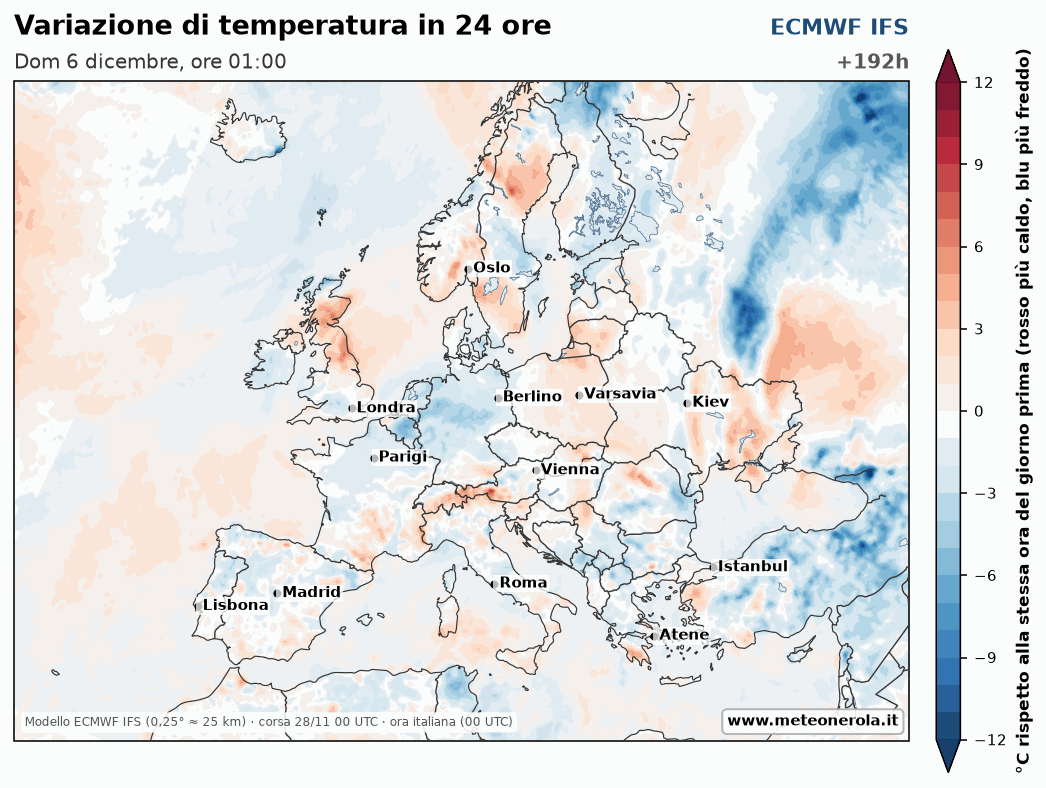 Variazione di temperatura in 24 ore
ECMWF IFS
Dom 6 dicembre, ore 01:00
+192h
Oslo
Londra
Berlino
Varsavia
Kiev
Parigi
Vienna
Istanbul
Roma
Madrid
Lisbona
Atene
Modello ECMWF IFS (0,25° ≈ 25 km) · corsa 28/11 00 UTC · ora italiana (00 UTC)
www.meteonerola.it
12
9
6
3
0
−3
−6
−9
−12
°C rispetto alla stessa ora del giorno prima (rosso più caldo, blu più freddo)